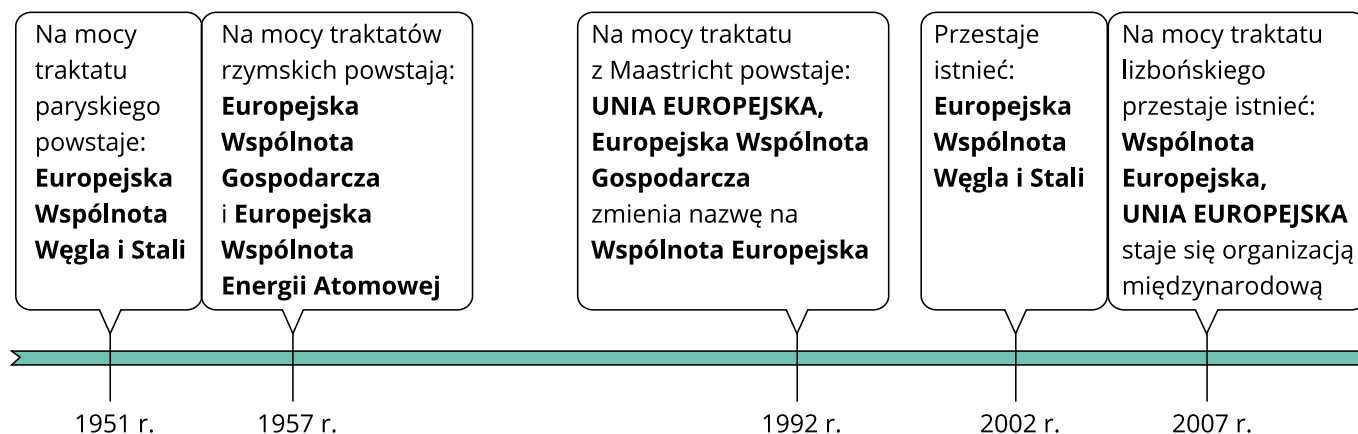 Na mocy
traktatu
paryskiego
powstaje:
Europejska
Wspólnota
Węgla i Stali
Na mocy traktatów
rzymskich powstają:
Europejska
Wspólnota
Gospodarcza
i Europejska
Wspólnota
Energii Atomowej
Na mocy traktatu
z Maastricht powstaje:
UNIA EUROPEJSKA,
Europejska Wspólnota
Gospodarcza
zmienia nazwę na
Wspólnota Europejska
Przestaje
istnieć:
Europejska
Wspólnota
Węgla i Stali
Na mocy traktatu
lizbońskiego
przestaje istnieć:
Wspólnota
Europejska,
UNIA EUROPEJSKA
staje się organizacją
międzynarodową
1951 r.
1957 r.
1992 r.
2002 r.
2007 r.